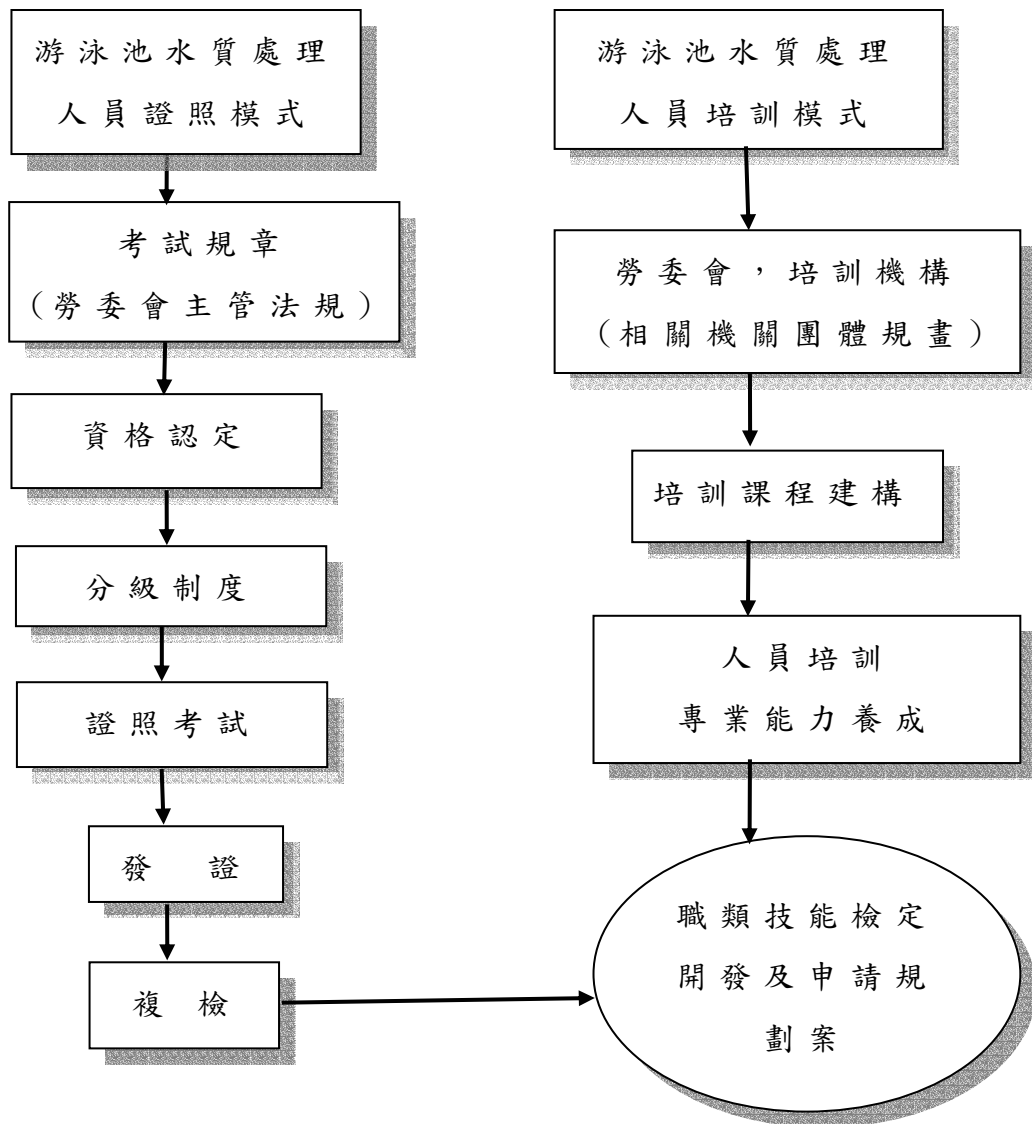 游泳池水質處理
人員證照模式
考試規章
（勞委會主管法規）
資格認定
分級制度
證照考試
發　證
複檢
游泳池水質處理
人員培訓模式
勞委會，培訓機構
（相關機關團體規畫）
培訓課程建構
人員培訓
專業能力養成
職類技能檢定
開發及申請規
劃案